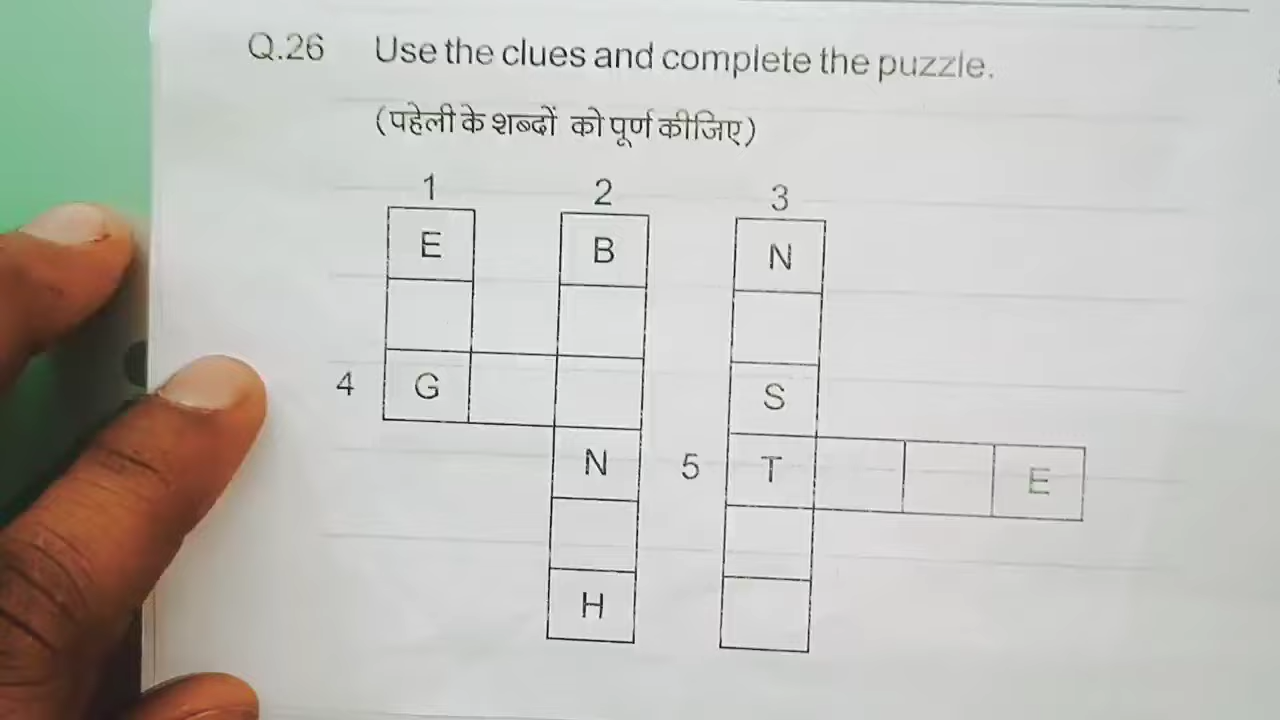 Q.26 Use the clues and complete the puzzle.
(पहेली के शब्दों को पूर्ण कीजिए)
1 2 3
E B N
4 G S
N 5 T E
H